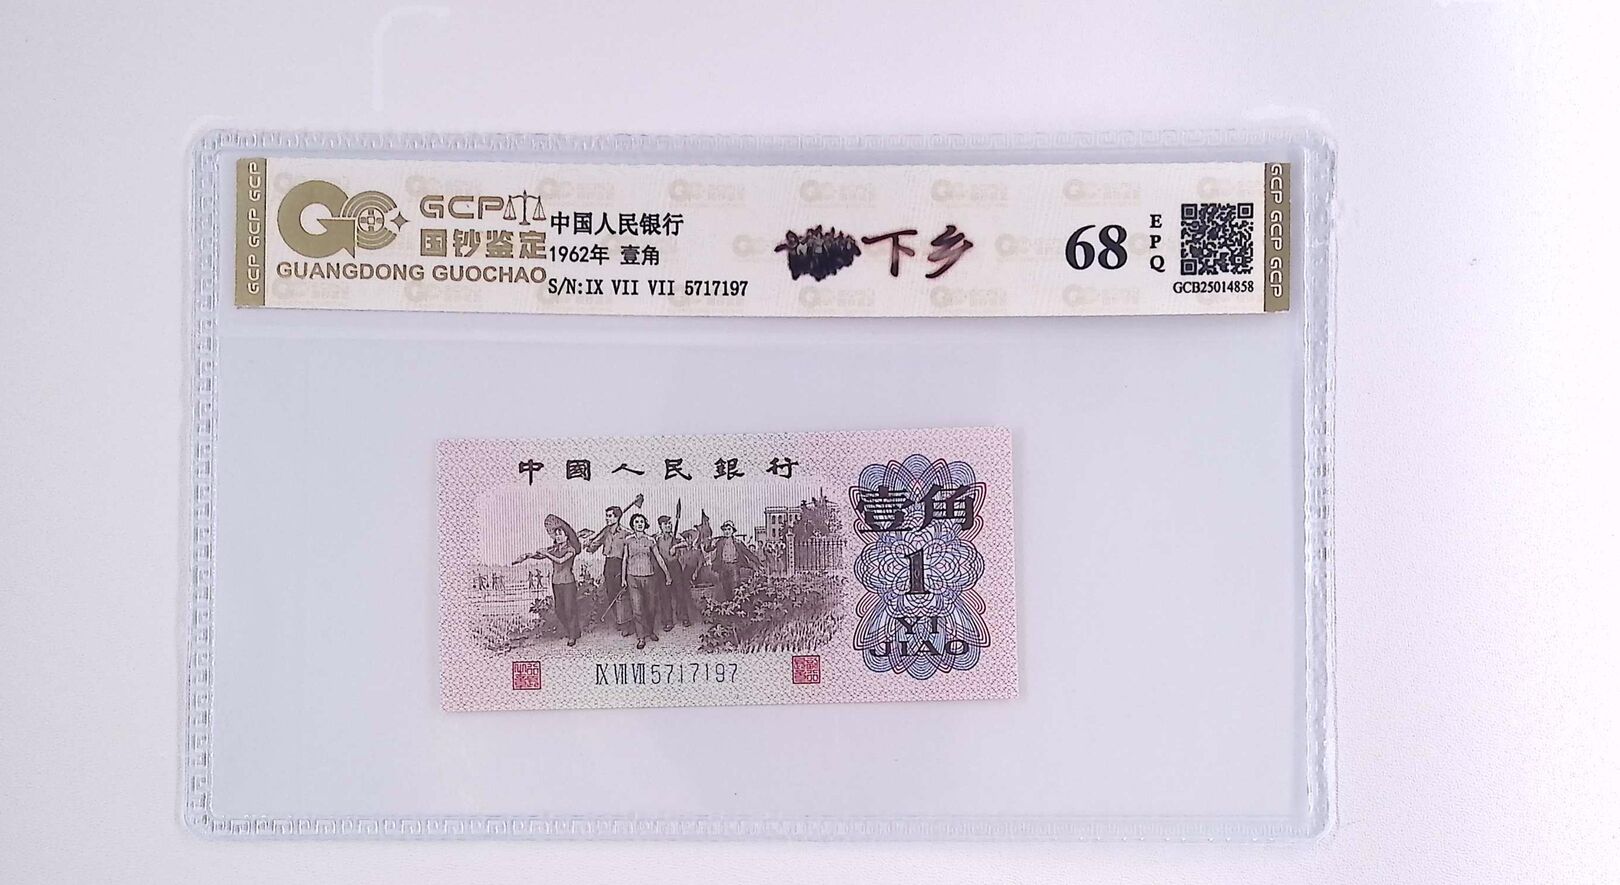 GCP GCP GCP
GCP
国钞鉴定
GUANGDONG GUOCHAO
中国人民银行
1962年 壹角
S/N:IX VII VII 5717197
下乡
68
EPQ
GCB25014858
GCP GCP GCP
中國人民銀行
壹角
1
YI
JIAO
IX VII VII 5717197